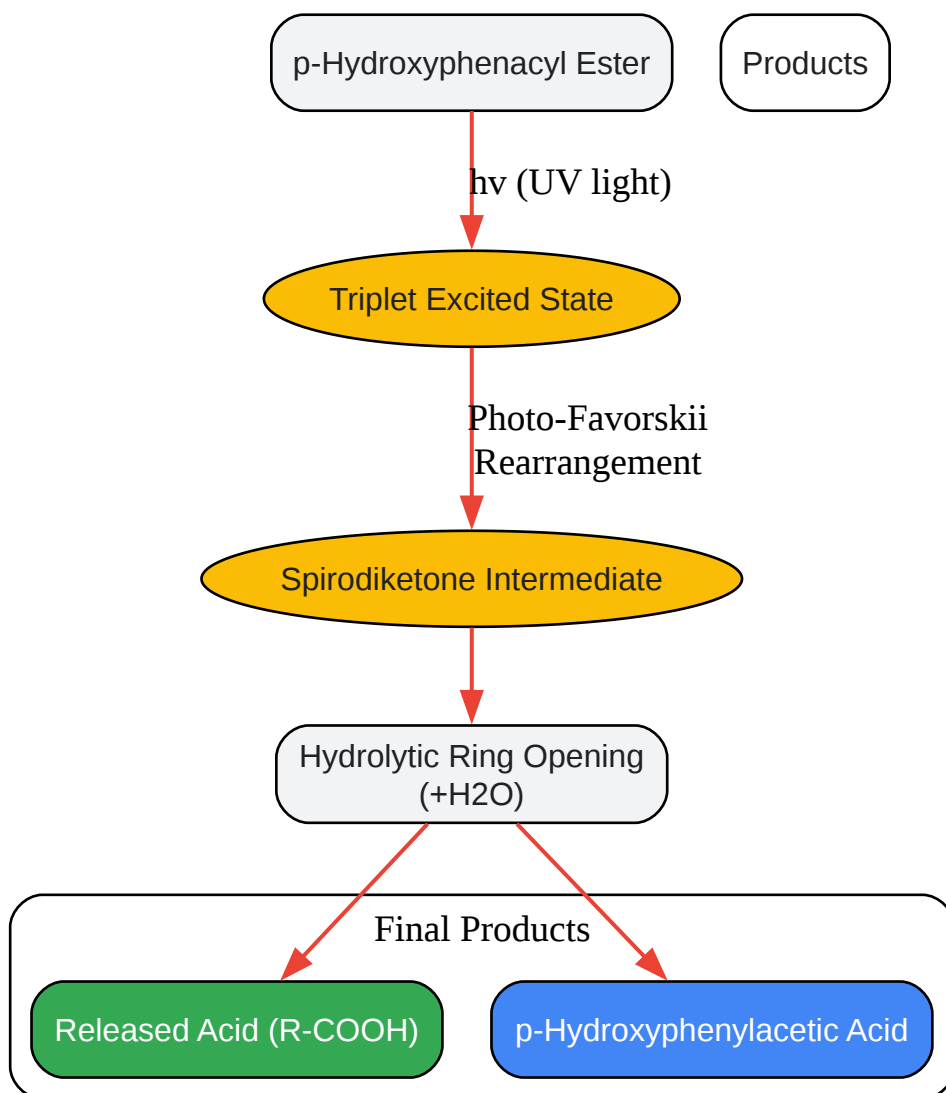 p-Hydroxyphenacyl Ester
Products
hv (UV light)
Triplet Excited State
Photo-Favorskii
Rearrangement
Spirodiketone Intermediate
Hydrolytic Ring Opening
(+H2O)
Final Products
Released Acid (R-COOH)
p-Hydroxyphenylacetic Acid